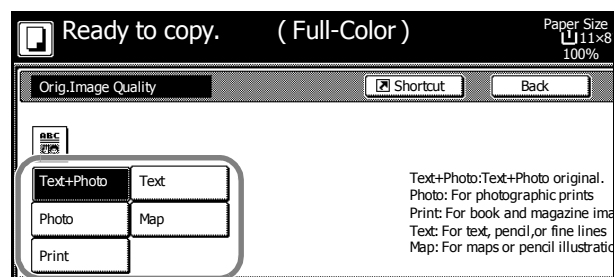 Ready to copy. ( Full-Color )
Paper Size
11×8
100%
Orig.Image Quality
Shortcut
Back
ABC
Text+Photo
Text
Photo
Map
Print
Text+Photo:Text+Photo original.
Photo: For photographic prints
Print: For book and magazine ima
Text: For text, pencil,or fine lines
Map: For maps or pencil illustratio